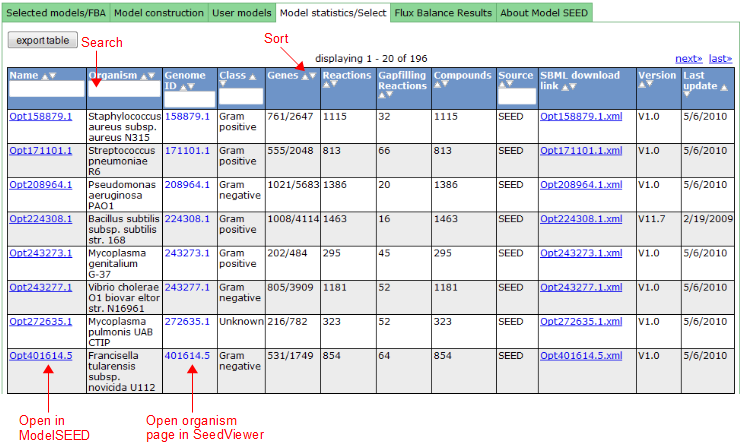 Selected models/FBA Model construction User models Model statistics/Select Flux Balance Results About Model SEED
export table
Search
Sort
displaying 1 - 20 of 196
next» last»
Name Organism Genome ID Class Genes Reactions Gapfilling Reactions Compounds Source SBML download link Version Last update
Opt158879.1 Staphylococcus aureus subsp. aureus N315 158879.1 Gram positive 761/2647 1115 32 1115 SEED Opt158879.1.xml V1.0 5/6/2010
Opt171101.1 Streptococcus pneumoniae R6 171101.1 Gram positive 555/2048 813 66 813 SEED Opt171101.1.xml V1.0 5/6/2010
Opt208964.1 Pseudomonas aeruginosa PAO1 208964.1 Gram negative 1021/5683 1386 20 1386 SEED Opt208964.1.xml V1.0 5/6/2010
Opt224308.1 Bacillus subtilis subsp. subtilis str. 168 224308.1 Gram positive 1008/4114 1463 16 1463 SEED Opt224308.1.xml V11.7 2/19/2009
Opt243273.1 Mycoplasma genitalium G-37 243273.1 Gram positive 202/484 295 45 295 SEED Opt243273.1.xml V1.0 5/6/2010
Opt243277.1 Vibrio cholerae O1 biovar eltor str. N16961 243277.1 Gram negative 805/3909 1181 52 1181 SEED Opt243277.1.xml V1.0 5/6/2010
Opt272635.1 Mycoplasma pulmonis UAB CTIP 272635.1 Unknown 216/782 323 52 323 SEED Opt272635.1.xml V1.0 5/6/2010
Opt401614.5 Francisella tularensis subsp. novicida U112 401614.5 Gram negative 531/1749 854 64 854 SEED Opt401614.5.xml V1.0 5/6/2010
Open in ModelSEED
Open organism page in SeedViewer